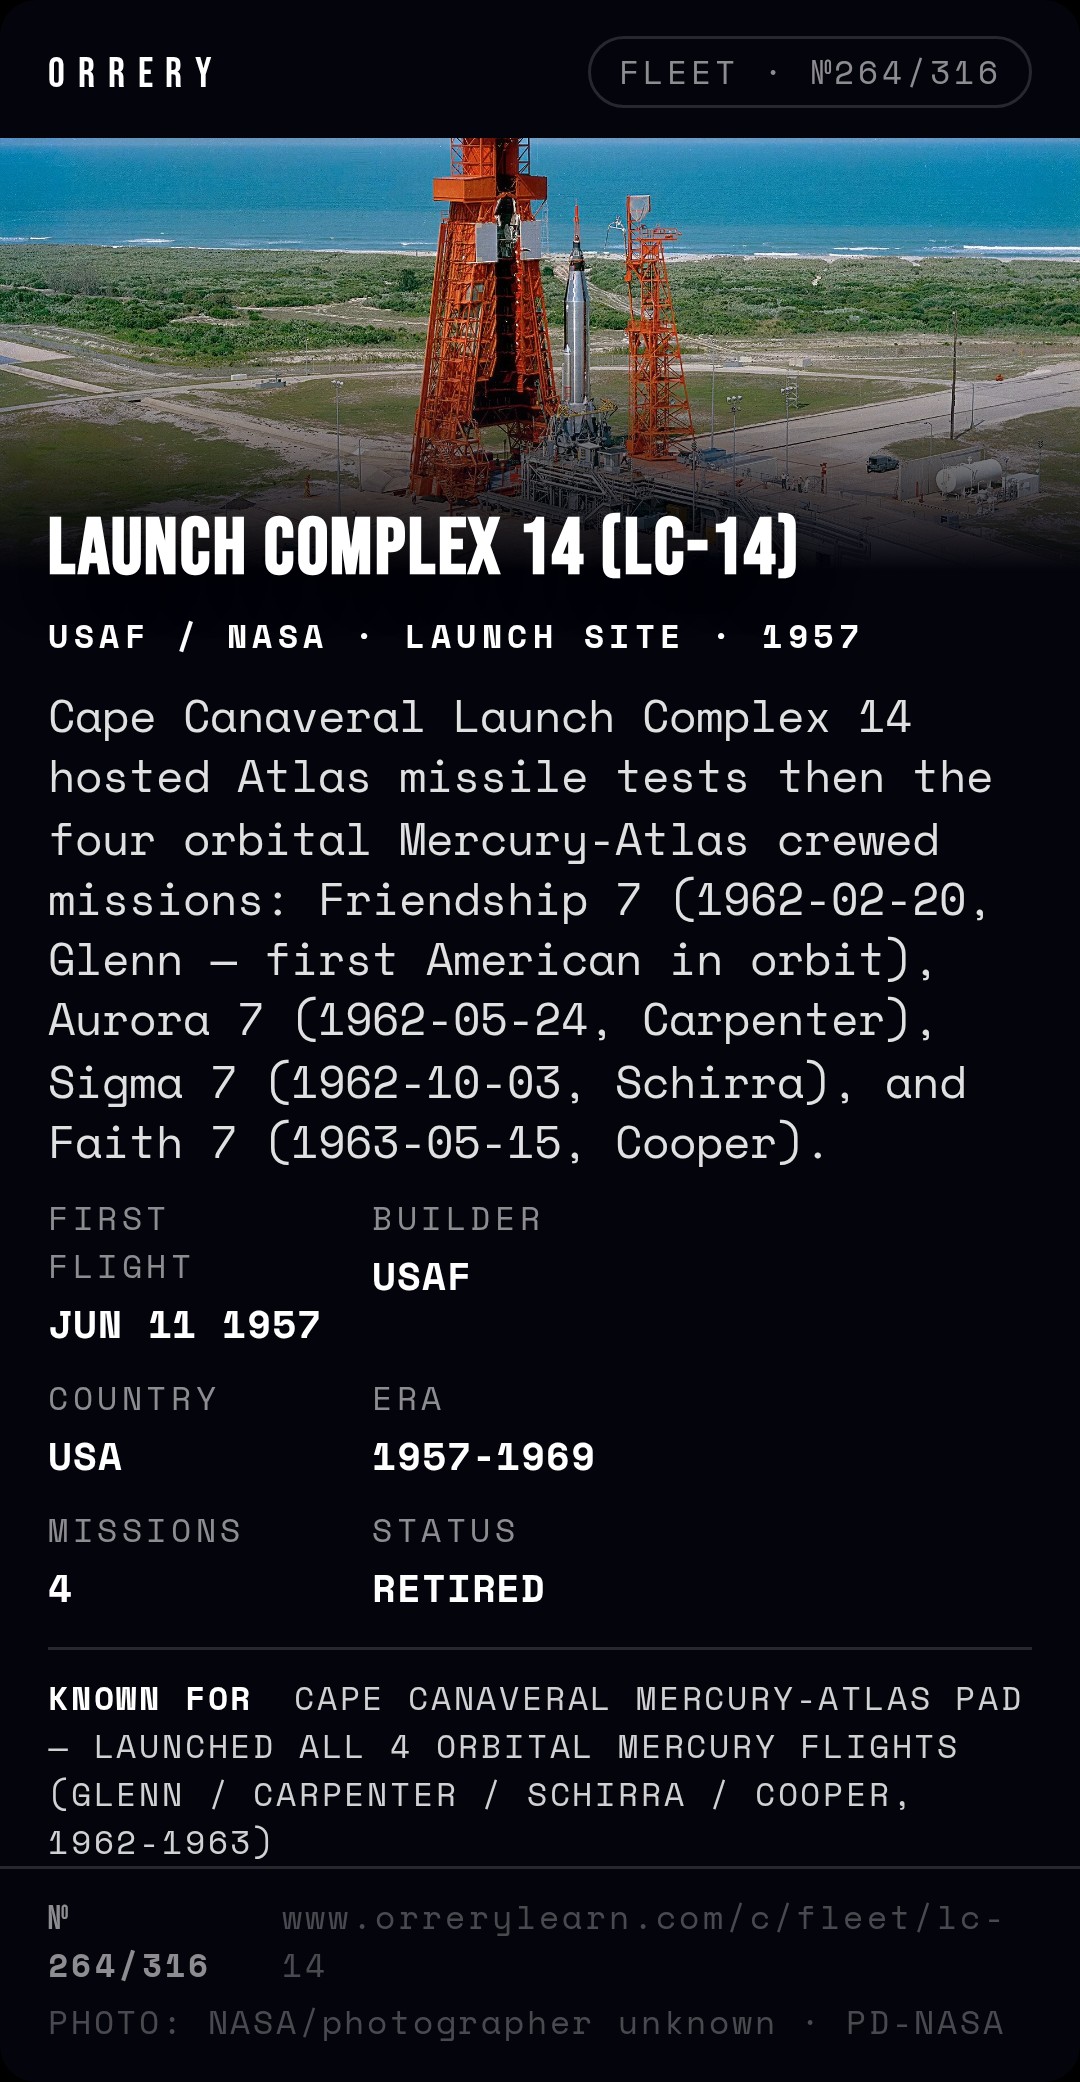 ORRERY
FLEET · №264/316
LAUNCH COMPLEX 14 (LC-14)
USAF / NASA · LAUNCH SITE · 1957
Cape Canaveral Launch Complex 14
hosted Atlas missile tests then the
four orbital Mercury-Atlas crewed
missions: Friendship 7 (1962-02-20,
Glenn — first American in orbit),
Aurora 7 (1962-05-24, Carpenter),
Sigma 7 (1962-10-03, Schirra), and
Faith 7 (1963-05-15, Cooper).
FIRST
FLIGHT
JUN 11 1957
BUILDER
USAF
COUNTRY
USA
ERA
1957-1969
MISSIONS
4
STATUS
RETIRED
KNOWN FOR CAPE CANAVERAL MERCURY-ATLAS PAD
— LAUNCHED ALL 4 ORBITAL MERCURY FLIGHTS
(GLENN / CARPENTER / SCHIRRA / COOPER,
1962-1963)
№
264/316
www.orrerylearn.com/c/fleet/lc-
14
PHOTO: NASA/photographer unknown · PD-NASA